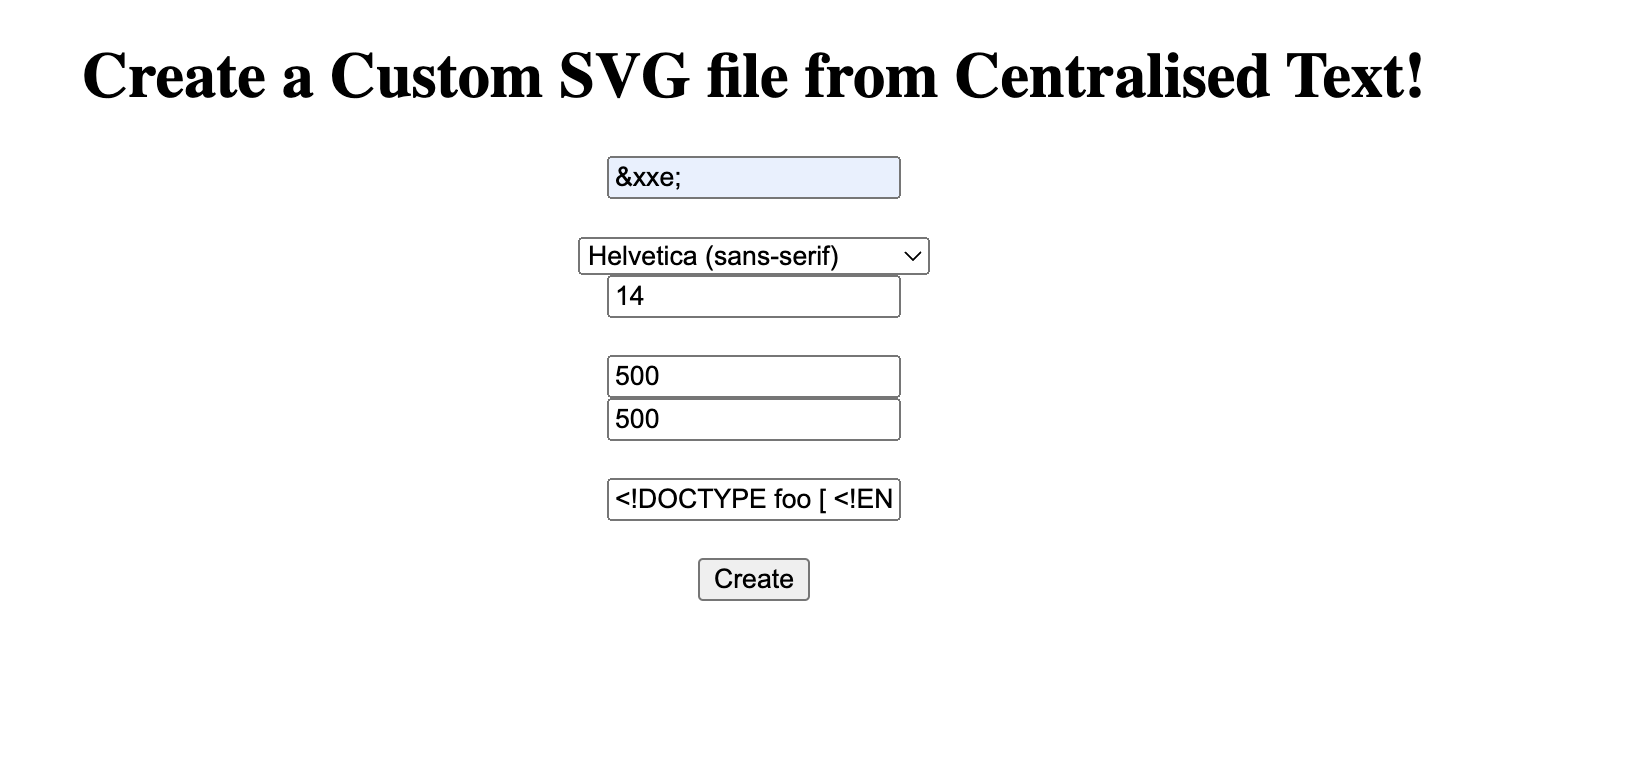 Create a Custom SVG file from Centralised Text!
&xxe;
Helvetica (sans-serif)
14
500
500
<!DOCTYPE foo [ <!EN
Create